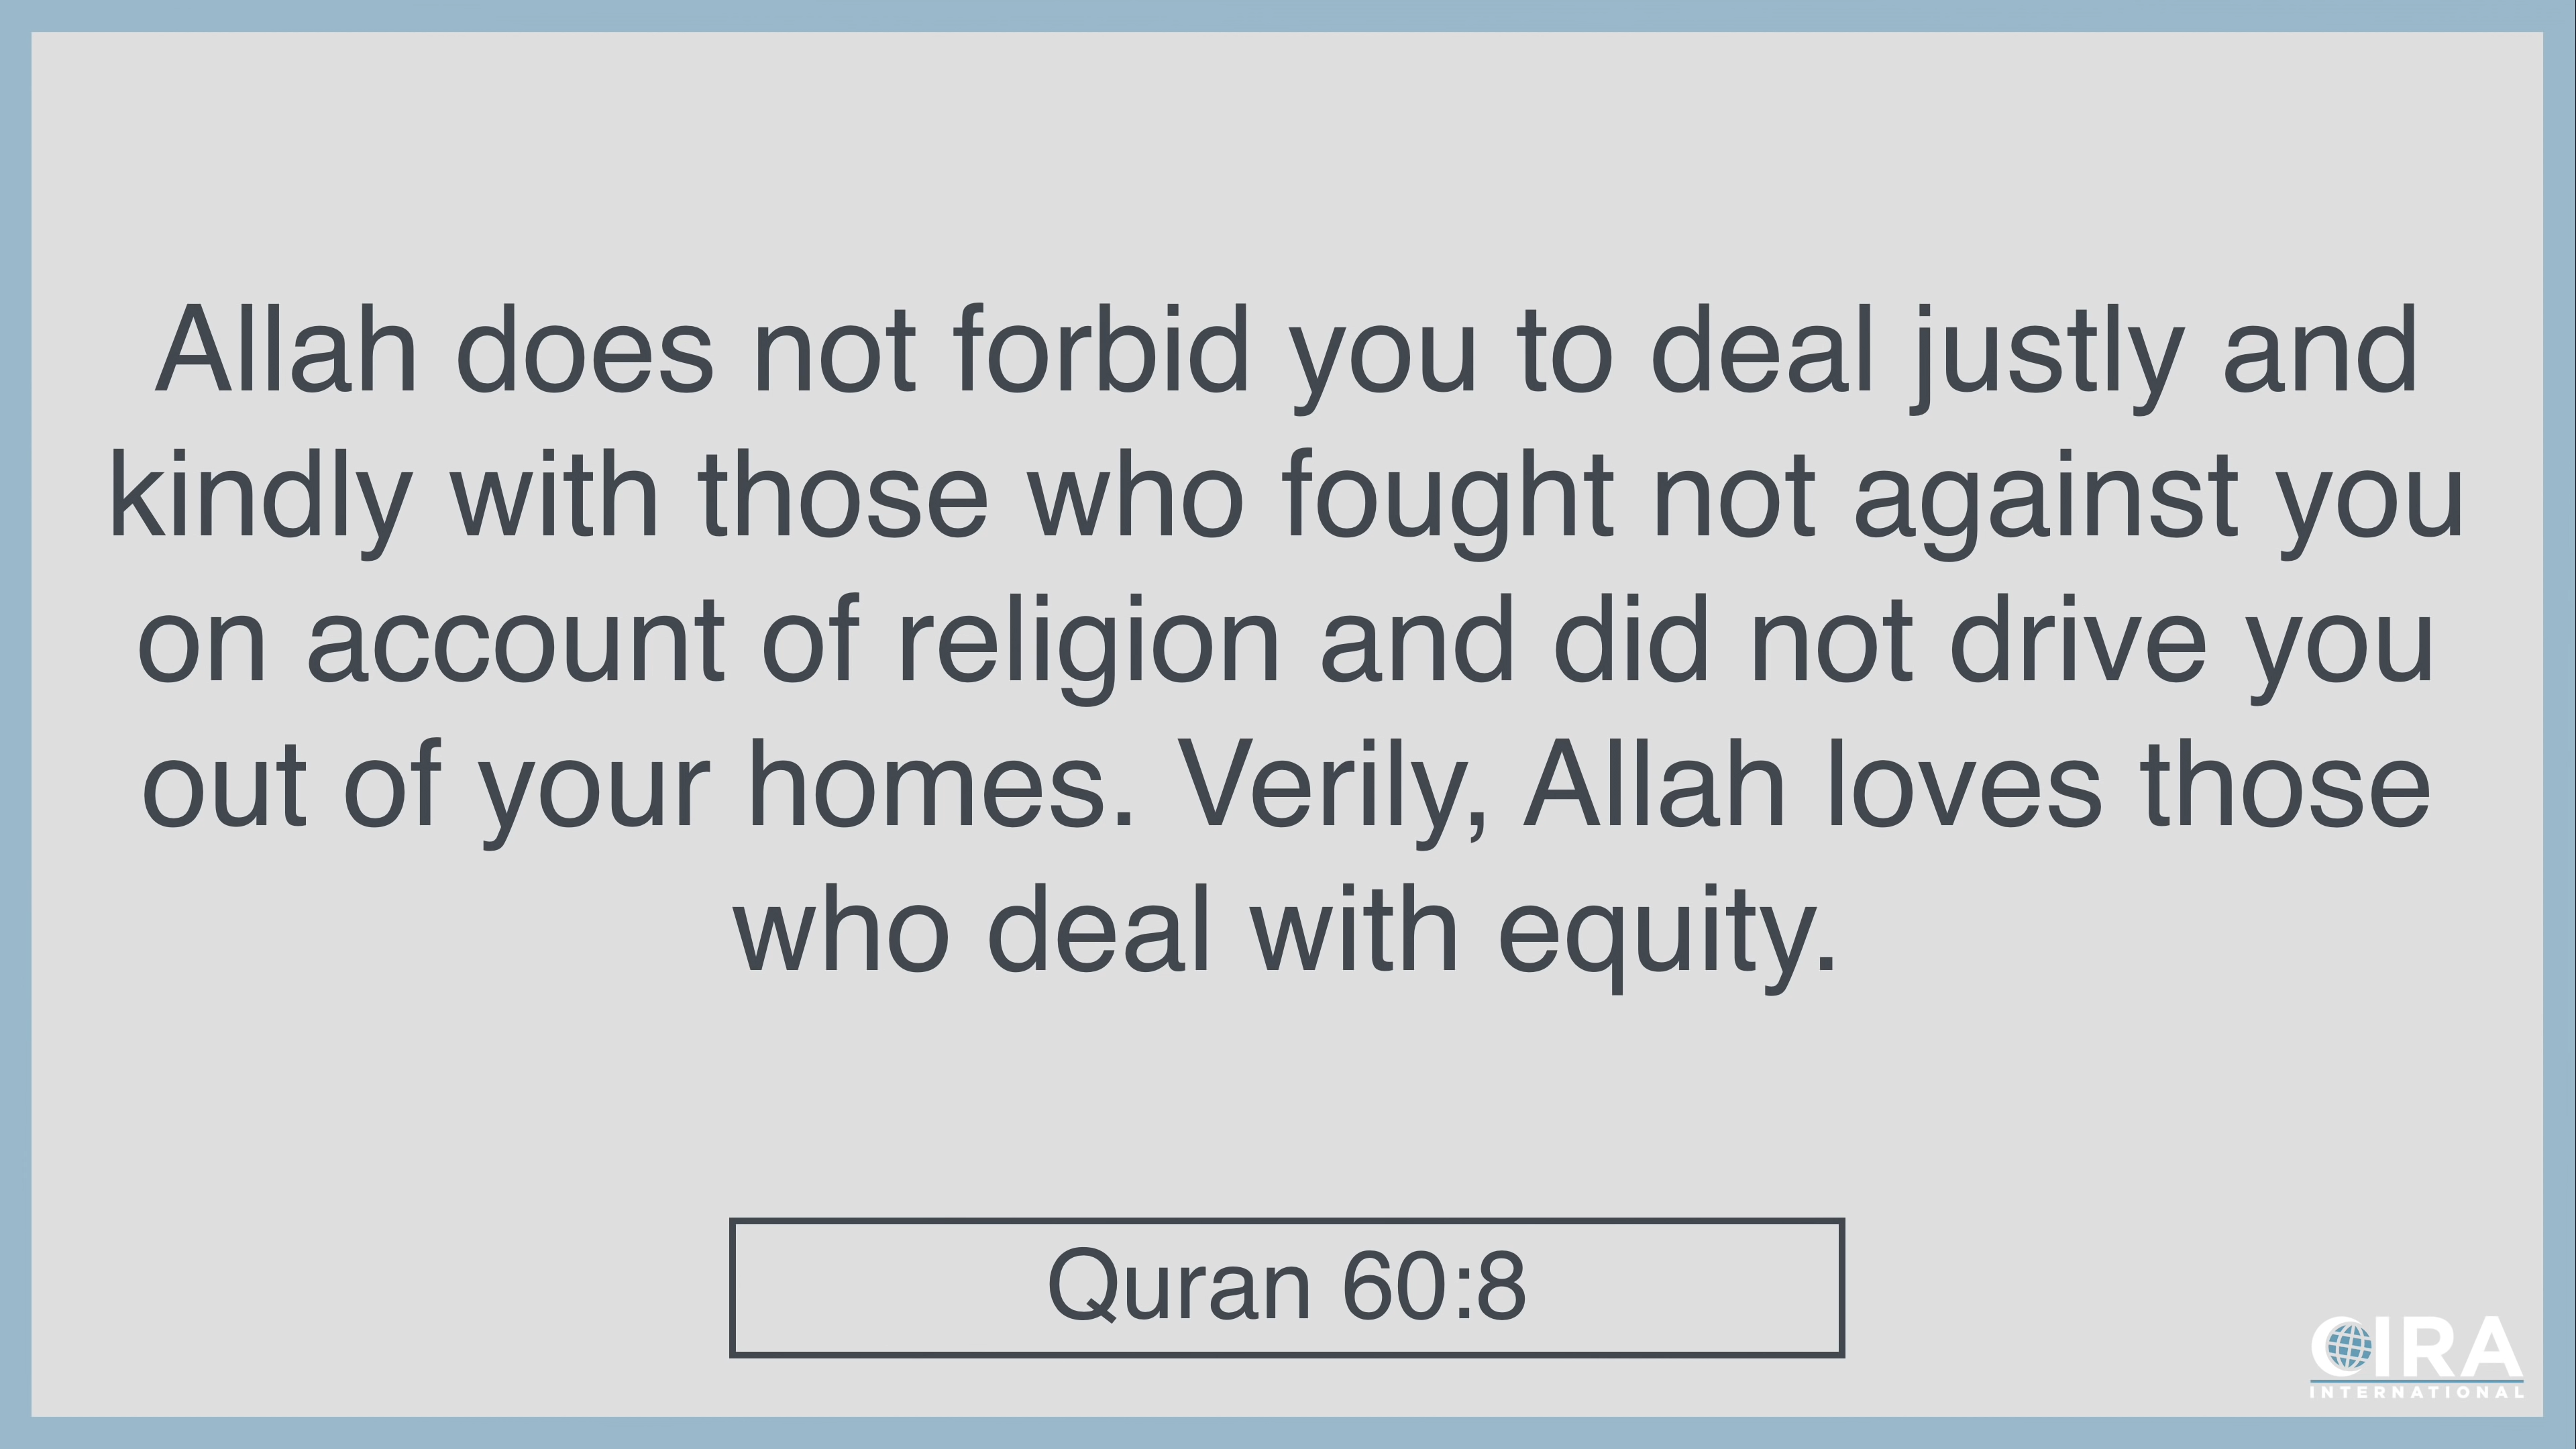 Allah does not forbid you to deal justly and
kindly with those who fought not against you
on account of religion and did not drive you
out of your homes. Verily, Allah loves those
who deal with equity.
Quran 60:8
CIRA
INTERNATIONAL